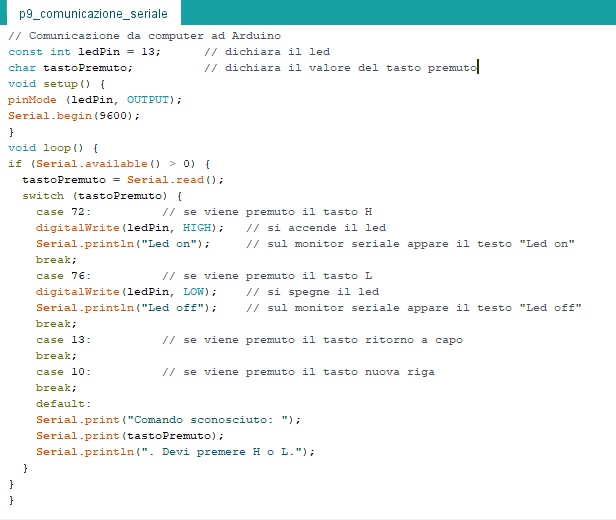 p9_comunicazione_seriale
// Comunicazione da computer ad Arduino
const int ledPin = 13;      // dichiara il led
char tastoPremuto;          // dichiara il valore del tasto premuto
void setup() {
pinMode (ledPin, OUTPUT);
Serial.begin(9600);
}
void loop() {
if (Serial.available() > 0) {
  tastoPremuto = Serial.read();
  switch (tastoPremuto) {
    case 72:          // se viene premuto il tasto H
    digitalWrite(ledPin, HIGH);   // si accende il led
    Serial.println("Led on");     // sul monitor seriale appare il testo "Led on"
    break;
    case 76:          // se viene premuto il tasto L
    digitalWrite(ledPin, LOW);    // si spegne il led
    Serial.println("Led off");    // sul monitor seriale appare il testo "Led off"
    break;
    case 13:          // se viene premuto il tasto ritorno a capo
    break;
    case 10:          // se viene premuto il tasto nuova riga
    break;
    default:
    Serial.print("Comando sconosciuto: ");
    Serial.print(tastoPremuto);
    Serial.println(". Devi premere H o L.");
  }
}
}